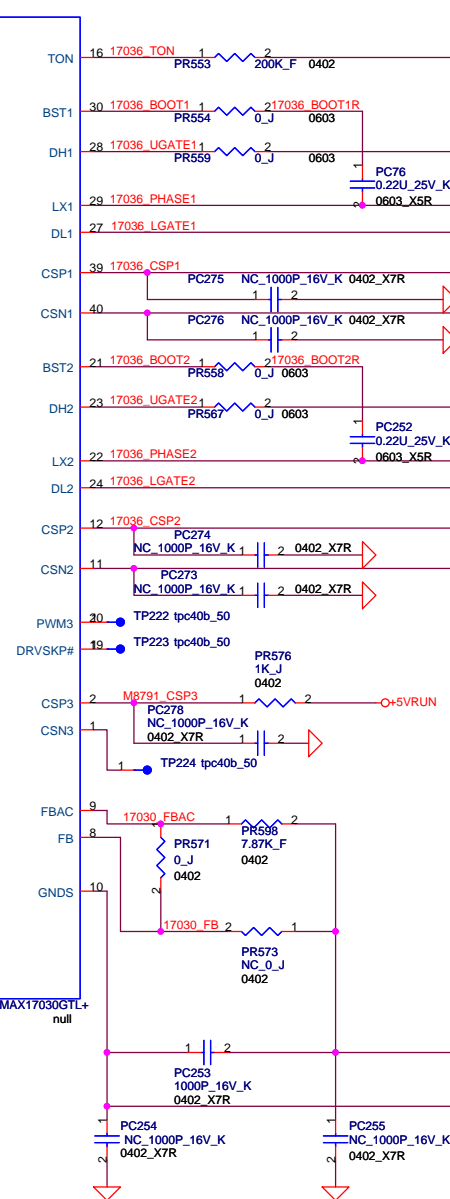 TON 16 17036_TON 1 2
PR553 200K_F 0402
BST1 30 17036_BOOT1 1 2 17036_BOOT1R
PR554 0_J 0603
DH1 28 17036_UGATE1 1 2
PR559 0_J 0603
1
PC76
0.22U_25V_K
LX1 29 17036_PHASE1 2 0603_X5R
DL1 27 17036_LGATE1
CSP1 39 17036_CSP1
PC275 NC_1000P_16V_K 0402_X7R
1 2
CSN1 40
PC276 NC_1000P_16V_K 0402_X7R
1 2
BST2 21 17036_BOOT2 1 2 17036_BOOT2R
PR558 0_J 0603
DH2 23 17036_UGATE2 1 2
PR567 0_J 0603
1
PC252
0.22U_25V_K
LX2 22 17036_PHASE2 2 0603_X5R
DL2 24 17036_LGATE2
CSP2 12 17036_CSP2
PC274
NC_1000P_16V_K 1 2 0402_X7R
CSN2 11
PC273
NC_1000P_16V_K 1 2 0402_X7R
PWM3 20 TP222 tpc40b_50
DRVSKP# 19 TP223 tpc40b_50
PR576
1K_J
0402
CSP3 2 M8791_CSP3 1 2 +5VRUN
PC278
NC_1000P_16V_K
0402_X7R 1 2
CSN3 1
1 TP224 tpc40b_50
FBAC 9 17030_FBAC 1 2
PR598
7.87K_F
0402
FB 8
1
PR571
0_J
0402
2
GNDS 10
17030_FB 2 1
PR573
NC_0_J
0402
MAX17030GTL+
null
1 2
PC253
1000P_16V_K
0402_X7R
1
PC254
NC_1000P_16V_K
0402_X7R
2
1
PC255
NC_1000P_16V_K
0402_X7R
2